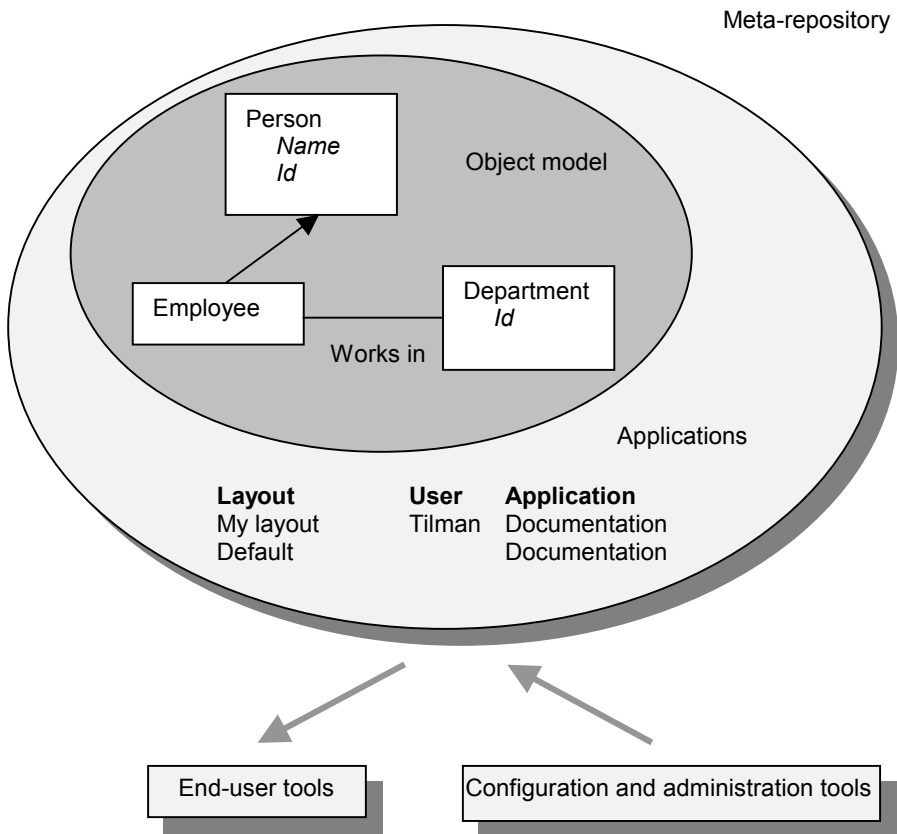 Meta-repository
Person
Name
Id
Object model
Employee
Department
Id
Works in
Applications
Layout User Application
My layout Tilman Documentation
Default Documentation
End-user tools
Configuration and administration tools